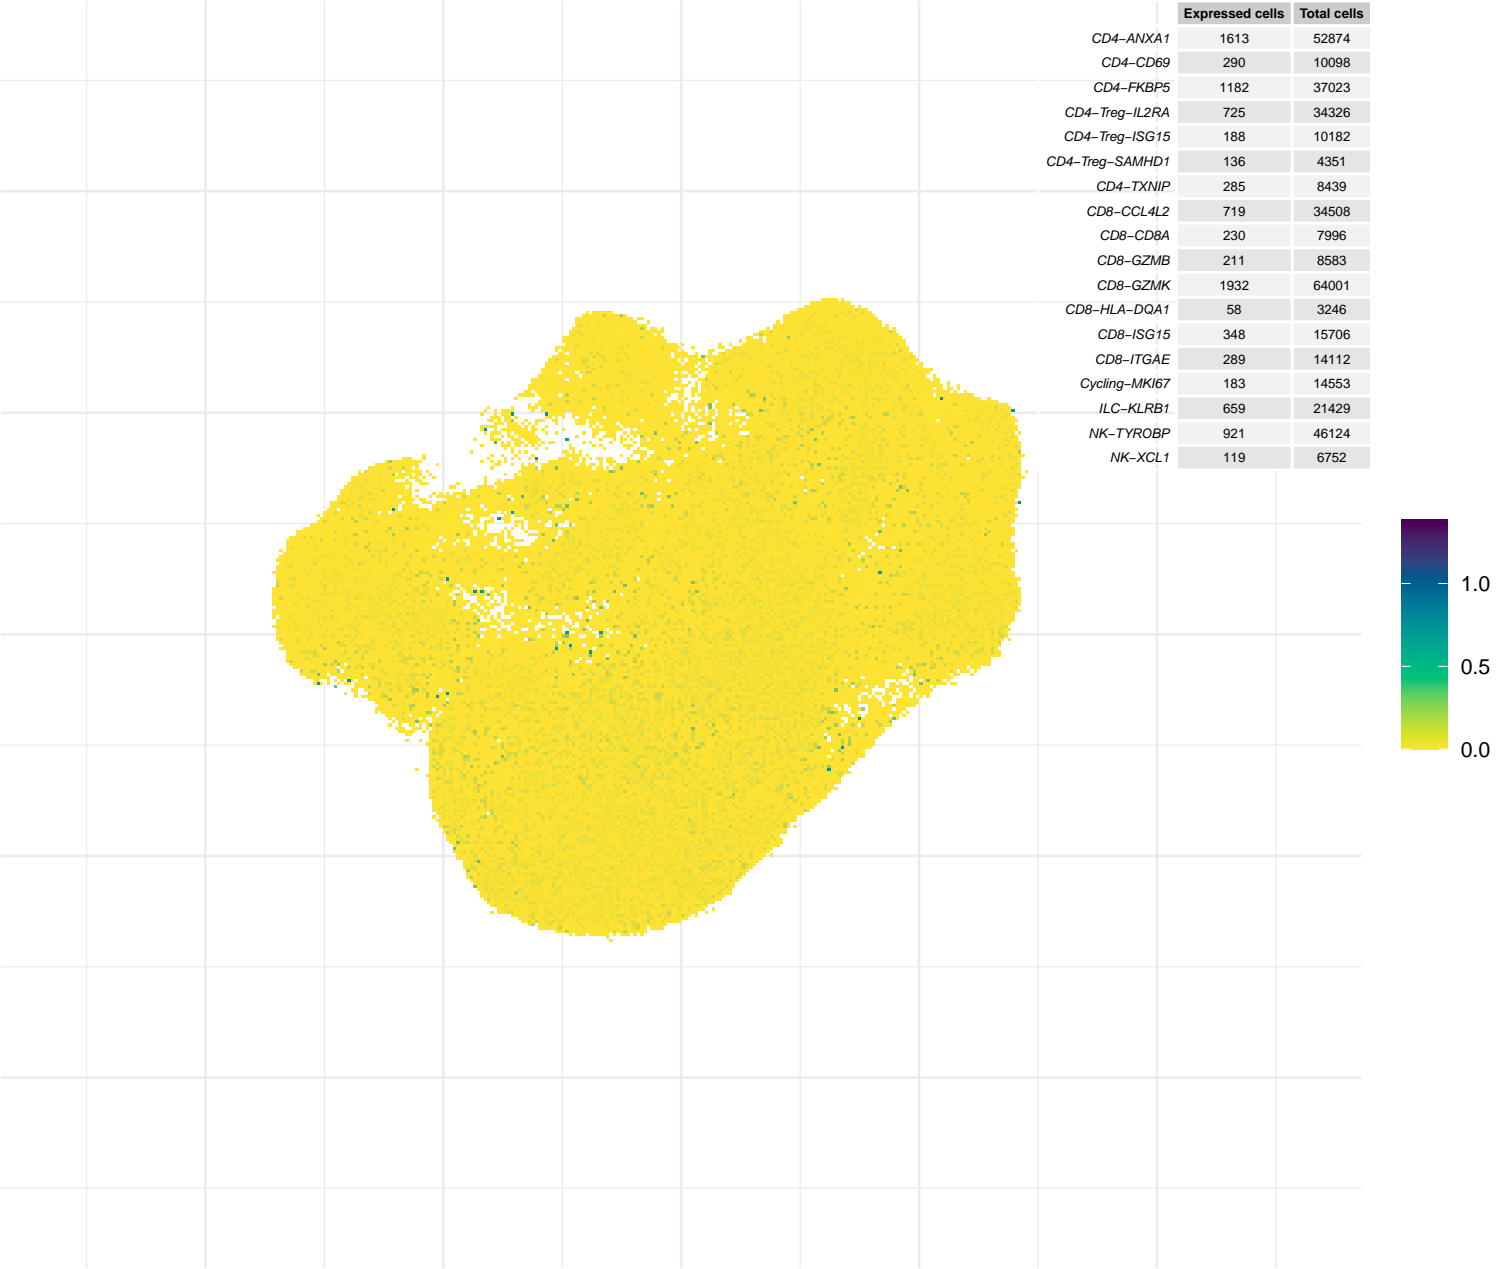 Expressed cells Total cells
CD4−ANXA1 1613 52874
CD4−CD69 290 10098
CD4−FKBP5 1182 37023
CD4−Treg−IL2RA 725 34326
CD4−Treg−ISG15 188 10182
CD4−Treg−SAMHD1 136 4351
CD4−TXNIP 285 8439
CD8−CCL4L2 719 34508
CD8−CD8A 230 7996
CD8−GZMB 211 8583
CD8−GZMK 1932 64001
CD8−HLA−DQA1 58 3246
CD8−ISG15 348 15706
CD8−ITGAE 289 14112
Cycling−MKI67 183 14553
ILC−KLRB1 659 21429
NK−TYROBP 921 46124
NK−XCL1 119 6752
1.0
0.5
0.0